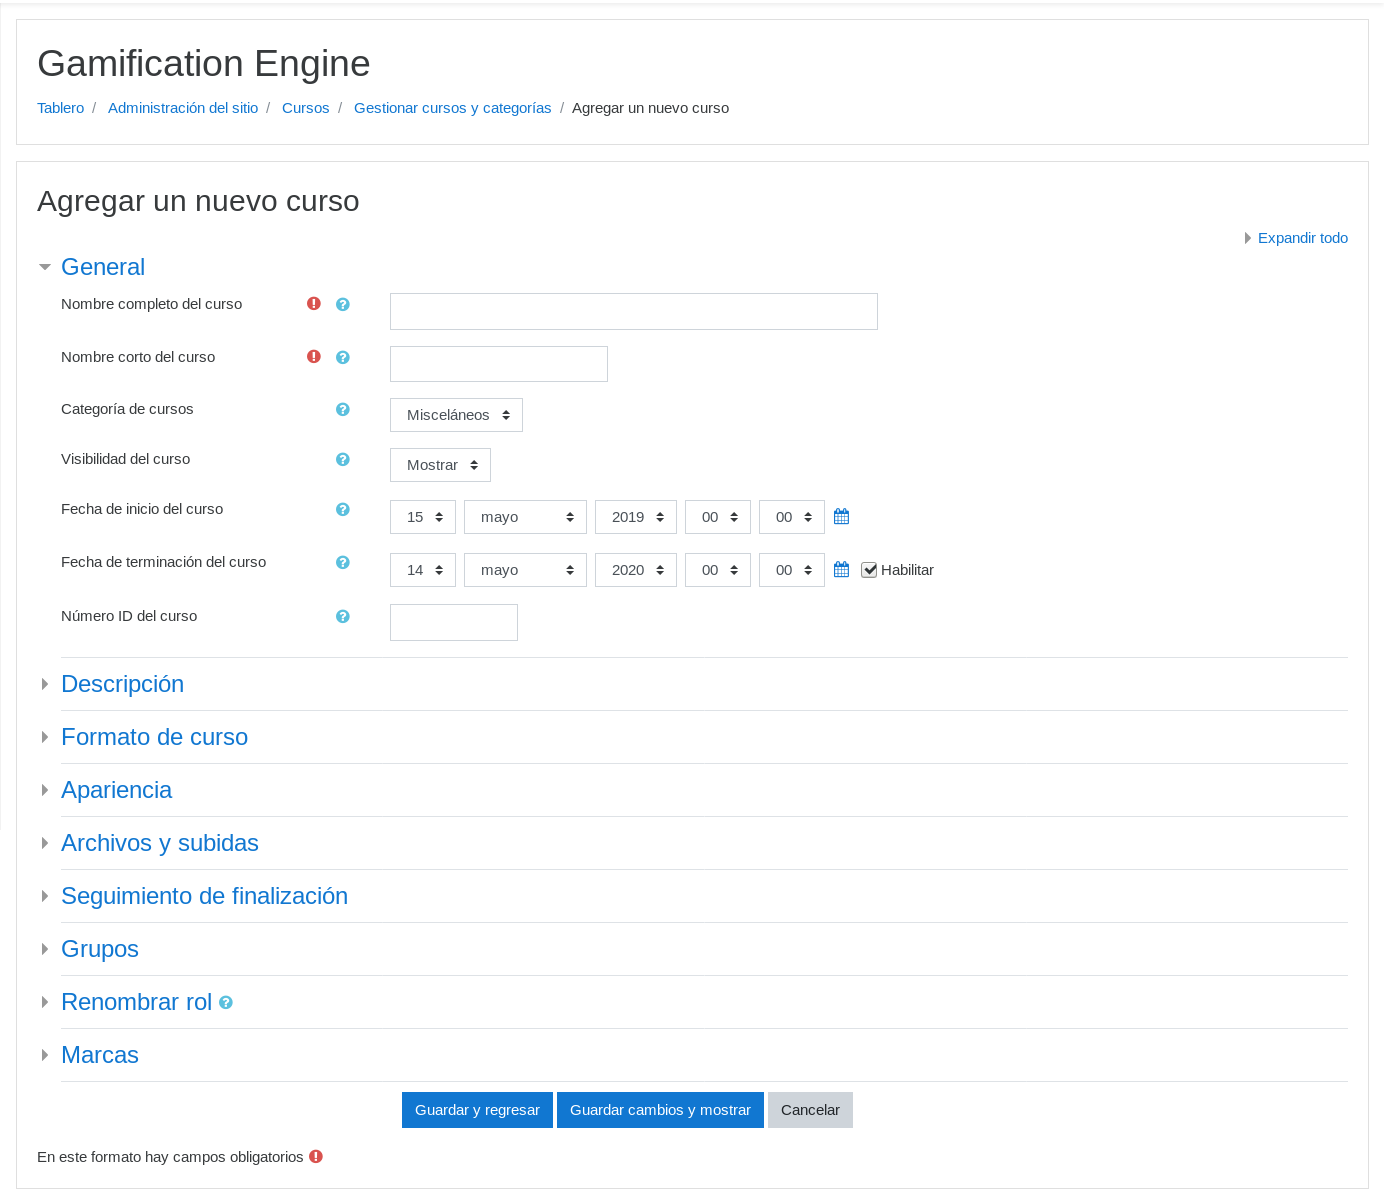 Gamification Engine
Tablero / Administración del sitio / Cursos / Gestionar cursos y categorías / Agregar un nuevo curso
Agregar un nuevo curso
Expandir todo
General
Nombre completo del curso
Nombre corto del curso
Categoría de cursos Misceláneos
Visibilidad del curso Mostrar
Fecha de inicio del curso 15 mayo 2019 00 00
Fecha de terminación del curso 14 mayo 2020 00 00 Habilitar
Número ID del curso
Descripción
Formato de curso
Apariencia
Archivos y subidas
Seguimiento de finalización
Grupos
Renombrar rol
Marcas
Guardar y regresar Guardar cambios y mostrar Cancelar
En este formato hay campos obligatorios